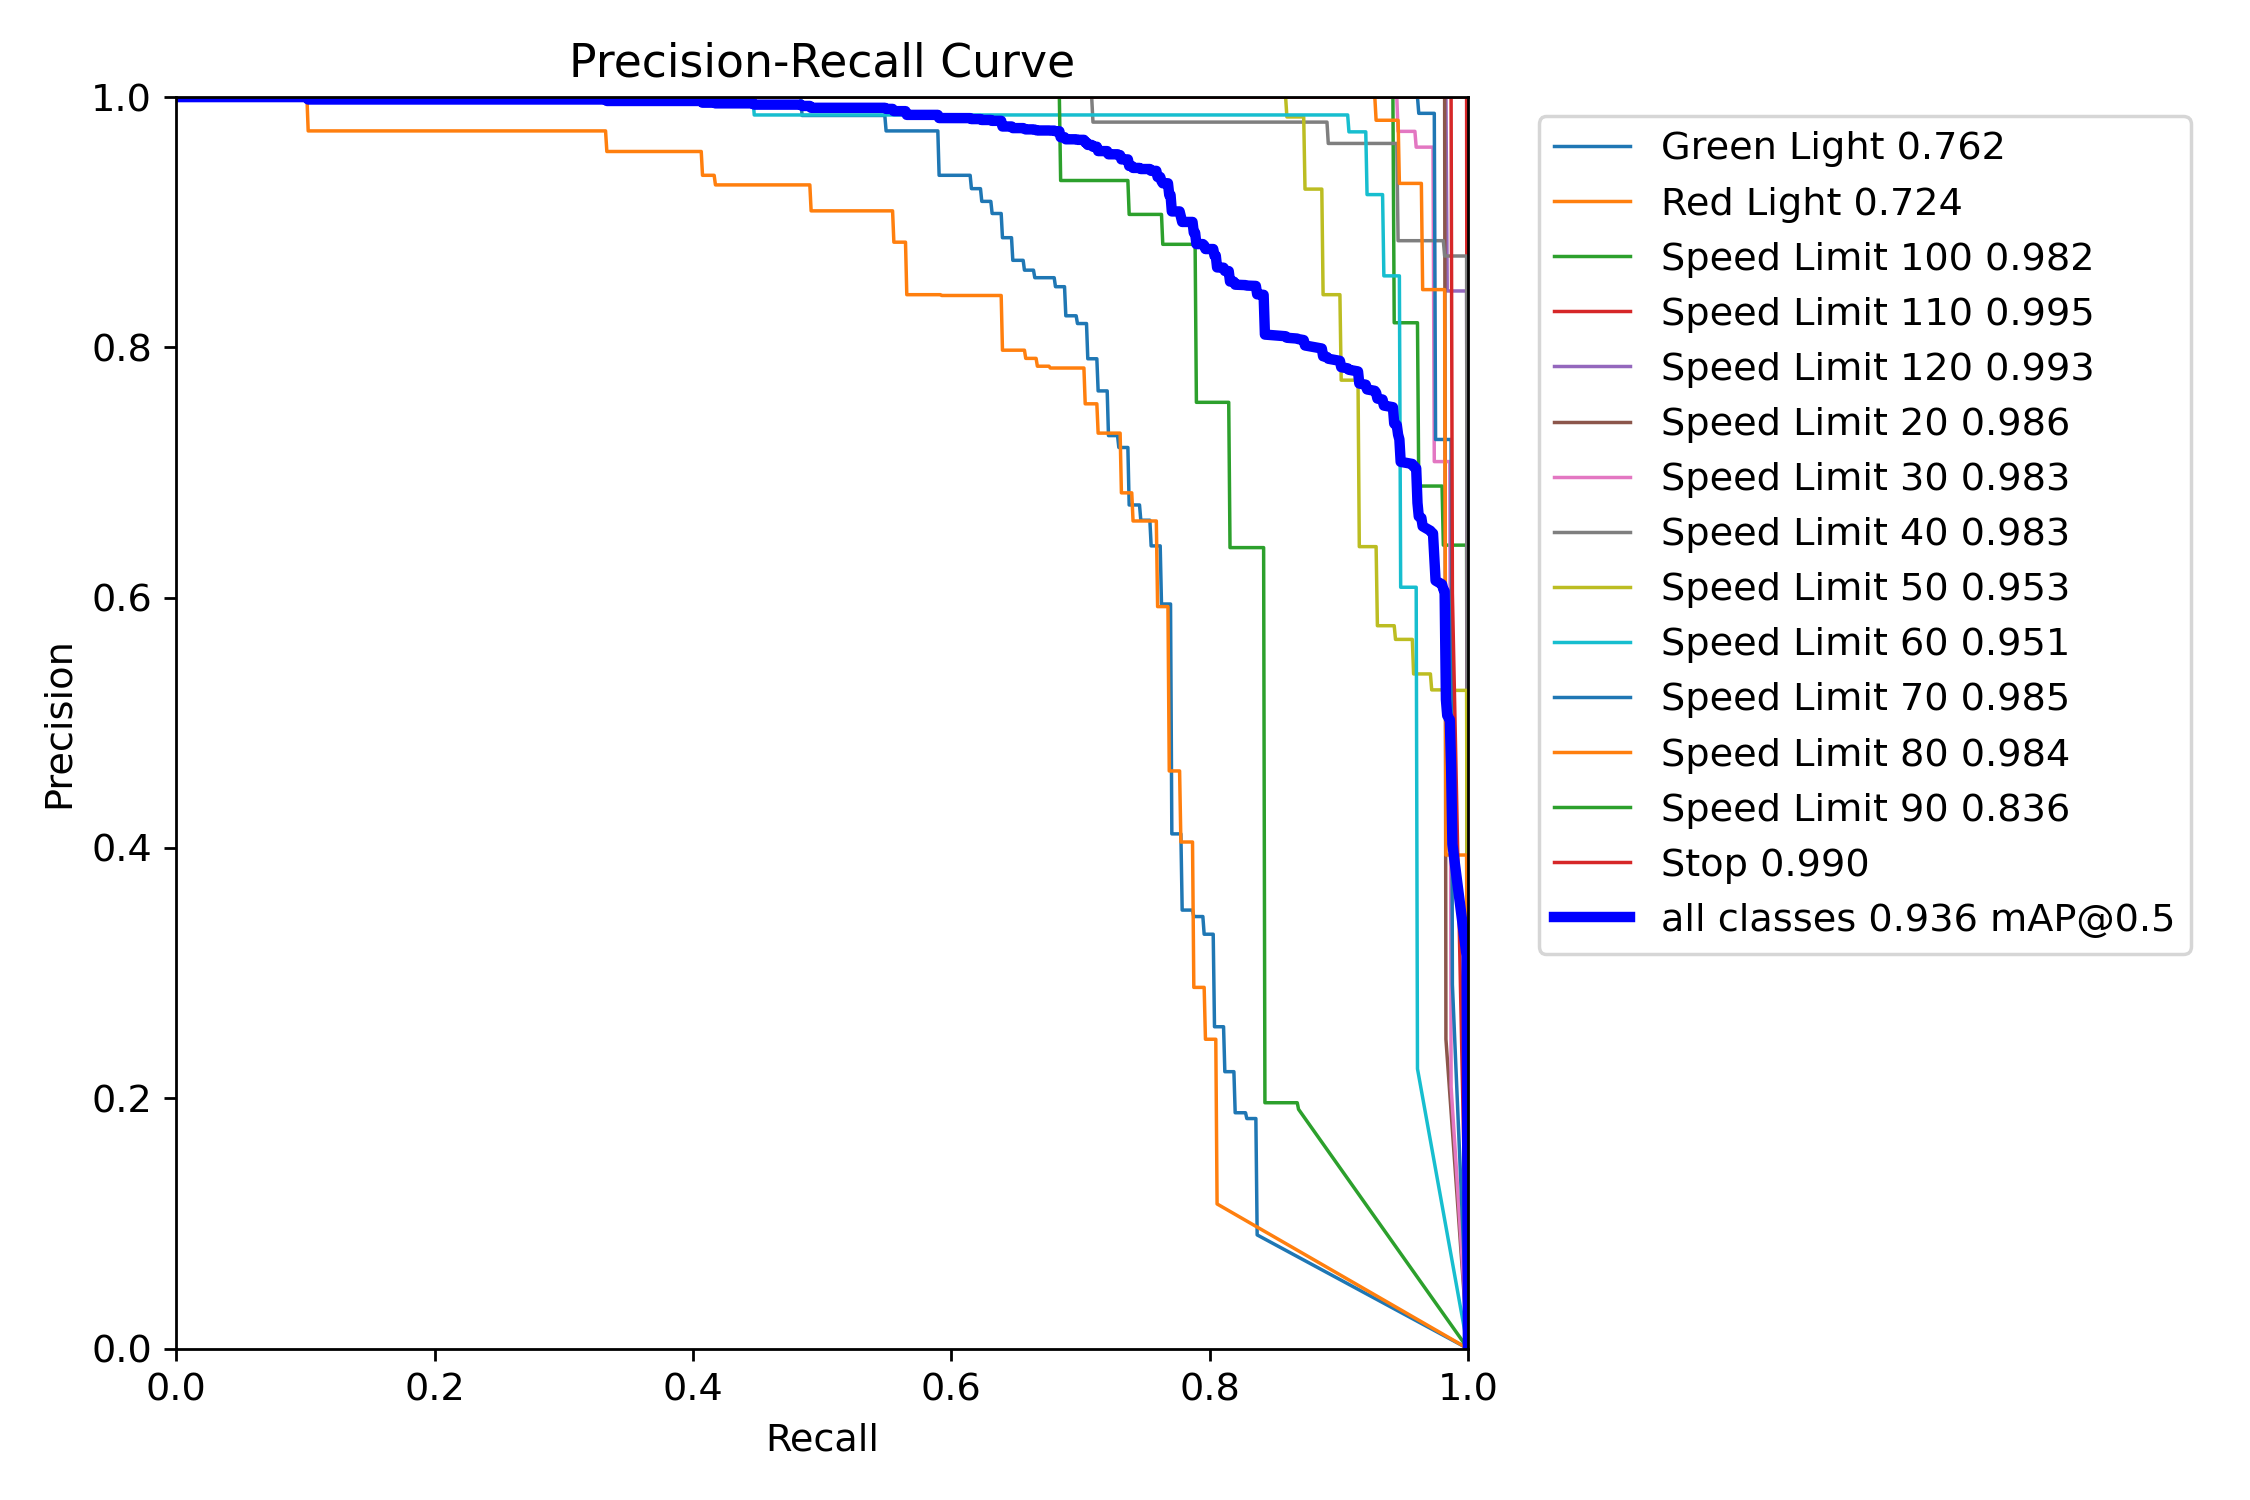 Precision-Recall Curve
1.0
0.8
0.6
0.4
0.2
0.0
Precision
0.0 0.2 0.4 0.6 0.8 1.0
Recall
Green Light 0.762
Red Light 0.724
Speed Limit 100 0.982
Speed Limit 110 0.995
Speed Limit 120 0.993
Speed Limit 20 0.986
Speed Limit 30 0.983
Speed Limit 40 0.983
Speed Limit 50 0.953
Speed Limit 60 0.951
Speed Limit 70 0.985
Speed Limit 80 0.984
Speed Limit 90 0.836
Stop 0.990
all classes 0.936 mAP@0.5